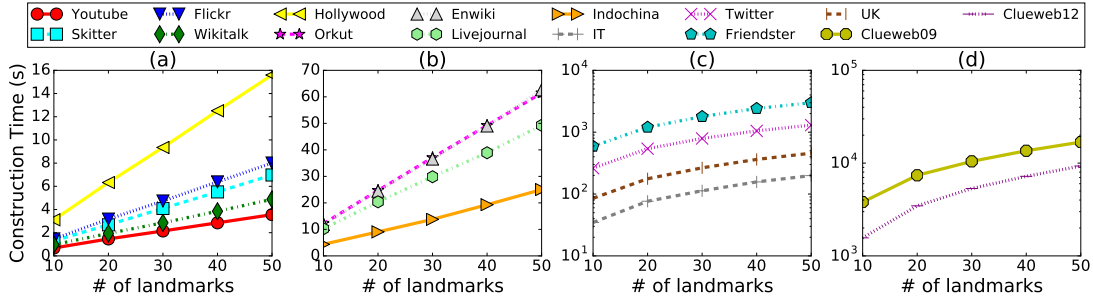 Youtube Flickr Hollywood Enwiki Indochina Twitter UK Clueweb12
Skitter Wikitalk Orkut Livejournal IT Friendster Clueweb09
(a) (b) (c) (d)
Construction Time (s)
16
14
12
10
8
6
4
2
0
10 20 30 40 50
# of landmarks
70
60
50
40
30
20
10
0
10 20 30 40 50
# of landmarks
10^4
10^3
10^2
10^1
10 20 30 40 50
# of landmarks
10^5
10^4
10^3
10 20 30 40 50
# of landmarks